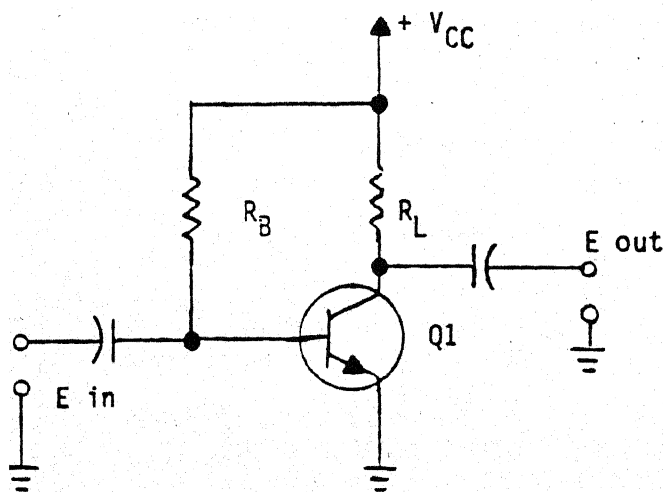 + VCC
RB
RL
E out
Q1
E in